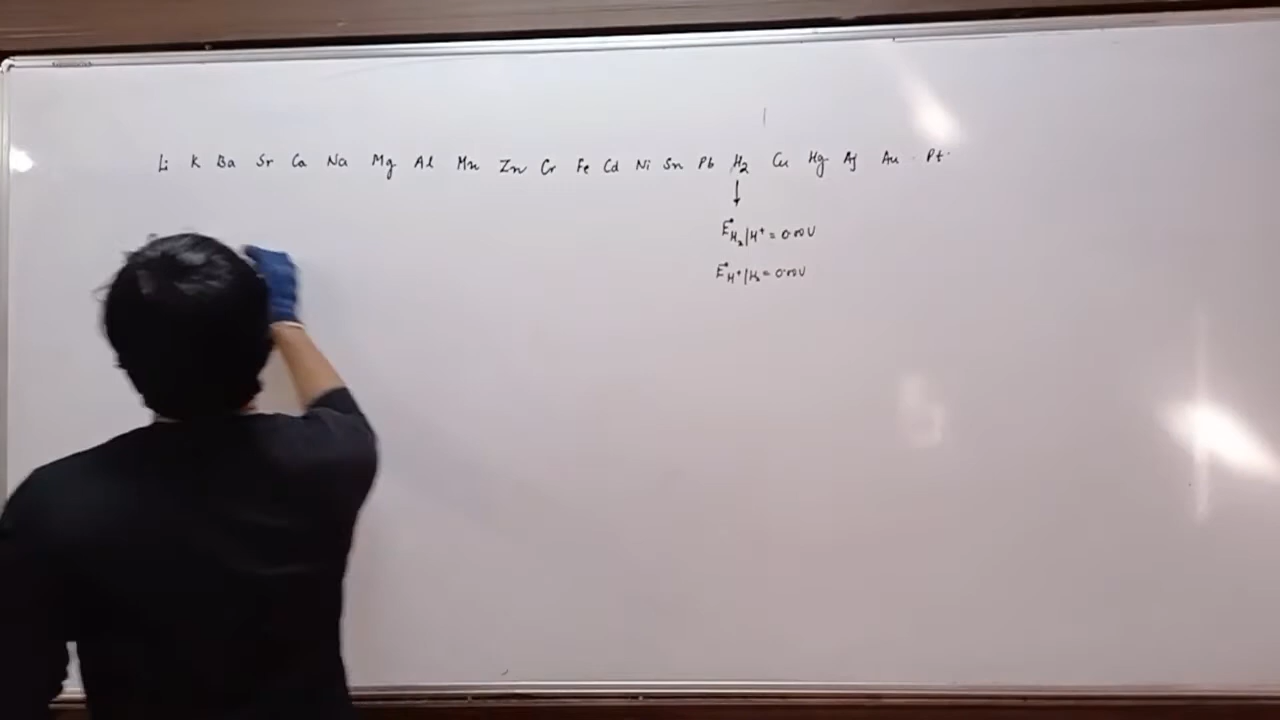 Li K Ba Sr Ca Na Mg Al Mn Zn Cr Fe Cd Ni Sn Pb H₂ Cu Hg Ag Au Pt
↓
E°H₂/H⁺ = 0.00V
E°H⁺/H₂ = 0.00V